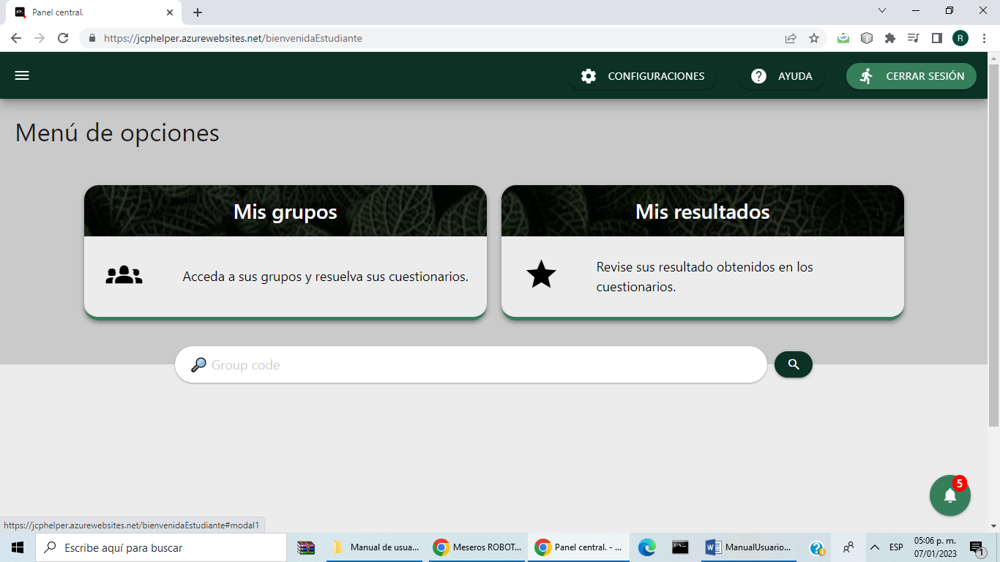 Panel central.
https://jcphelper.azurewebsites.net/bienvenidaEstudiante
R
CONFIGURACIONES
AYUDA
CERRAR SESIÓN
Menú de opciones
Mis grupos
Mis resultados
Acceda a sus grupos y resuelva sus cuestionarios.
Revise sus resultado obtenidos en los
cuestionarios.
Group code
5
https://jcphelper.azurewebsites.net/bienvenidaEstudiante#modal1
Escribe aquí para buscar
Manual de usua...
Meseros ROBOT...
Panel central. - ...
ManualUsuario...
ESP
05:06 p. m.
07/01/2023
1